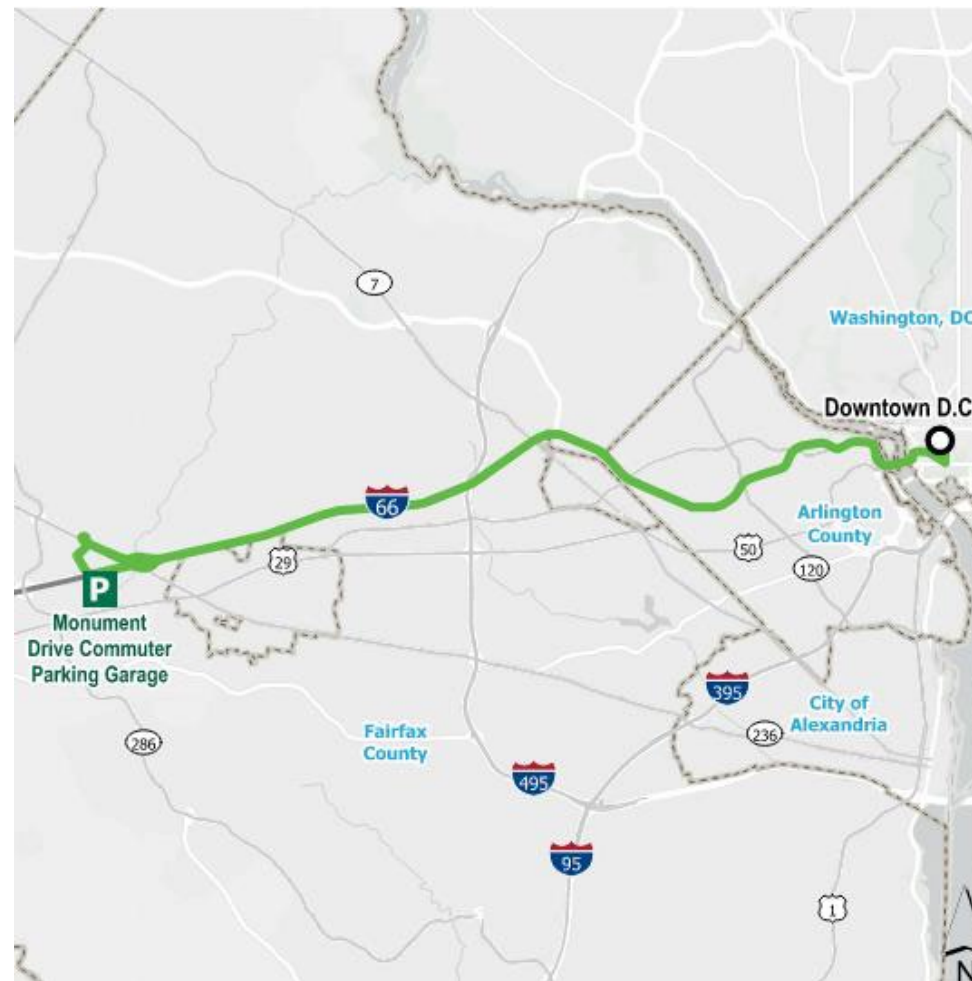 7
Washington, DC
Downtown D.C
66
Arlington
County
50
29
120
P
Monument
Drive Commuter
Parking Garage
395
City of
Alexandria
Fairfax
County
236
286
495
95
1
N